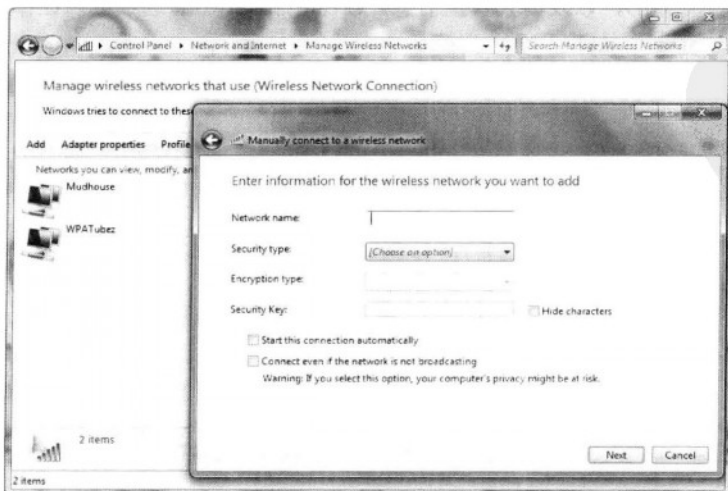 Control Panel ▸ Network and Internet ▸ Manage Wireless Networks
Search Manage Wireless Networks
Manage wireless networks that use (Wireless Network Connection)
Windows tries to connect to these
Add Adapter properties Profile
Networks you can view, modify, an
Mudhouse
WPATubez
2 items
2 items
Manually connect to a wireless network
Enter information for the wireless network you want to add
Network name:
Security type: [Choose an option]
Encryption type:
Security Key: Hide characters
Start this connection automatically
Connect even if the network is not broadcasting
Warning: If you select this option, your computer's privacy might be at risk.
Next Cancel